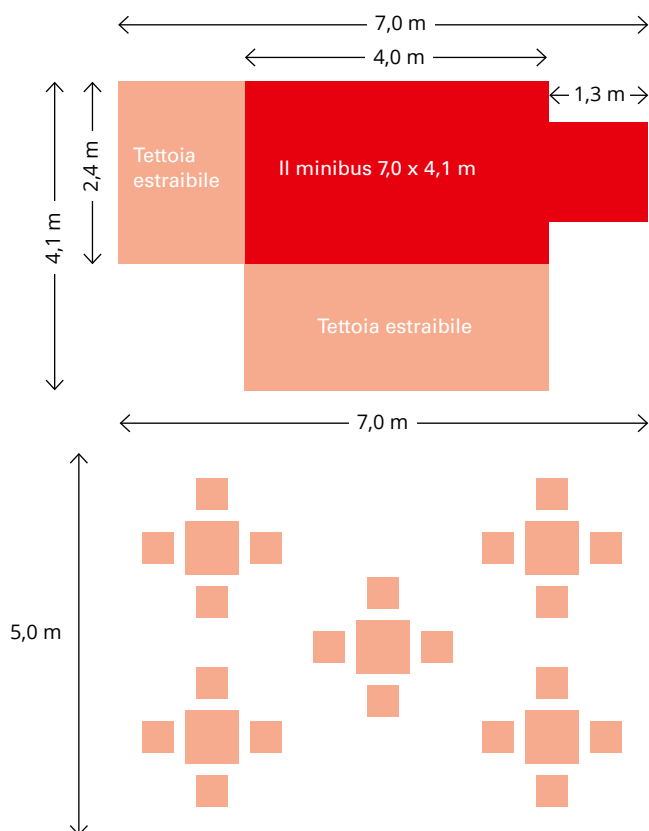 7,0 m
4,0 m
1,3 m
4,1 m
2,4 m
Tettoia
estraibile
Il minibus 7,0 x 4,1 m
Tettoia estraibile
7,0 m
5,0 m